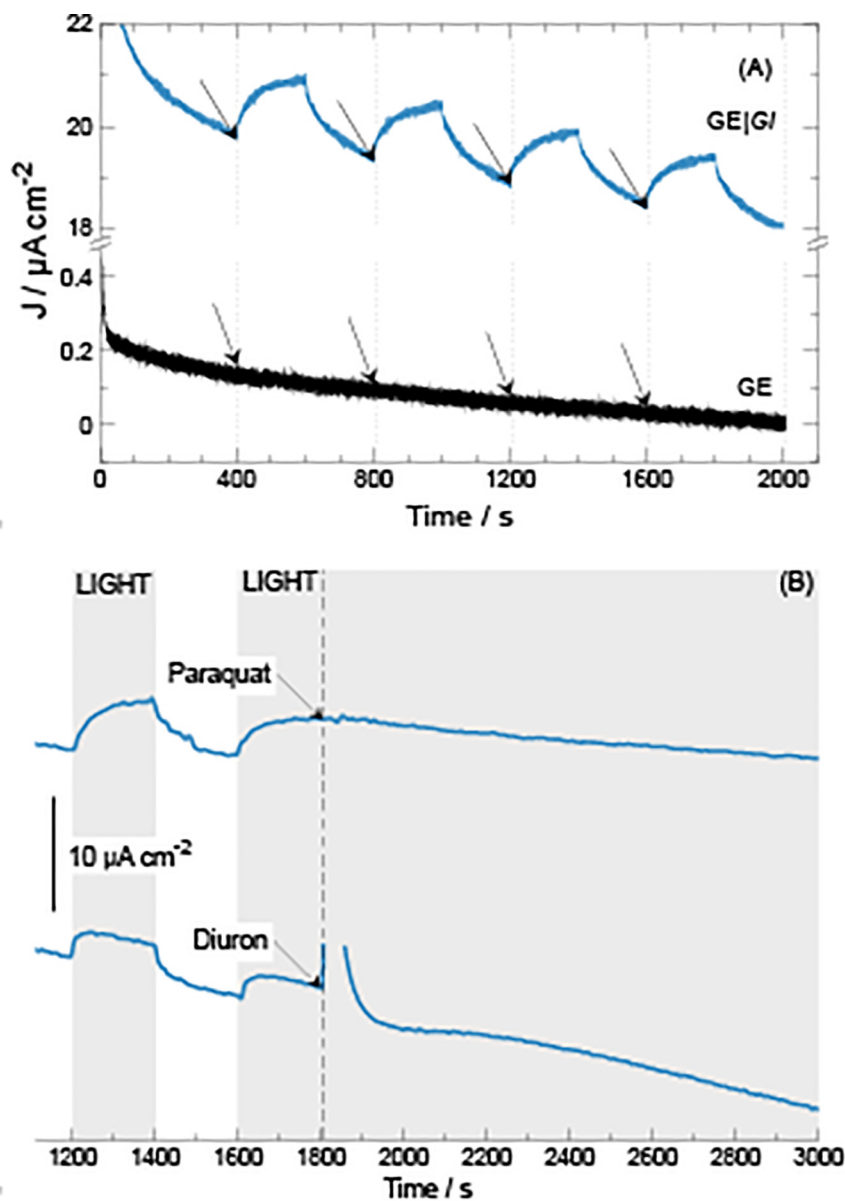 22
(A)
GE|Gl
20
18
J / µA cm-2
0.4
0.2
GE
0
0 400 800 1200 1600 2000
Time / s
LIGHT LIGHT (B)
Paraquat
10 µA cm-2
Diuron
1200 1400 1600 1800 2000 2200 2400 2600 2800 3000
Time / s